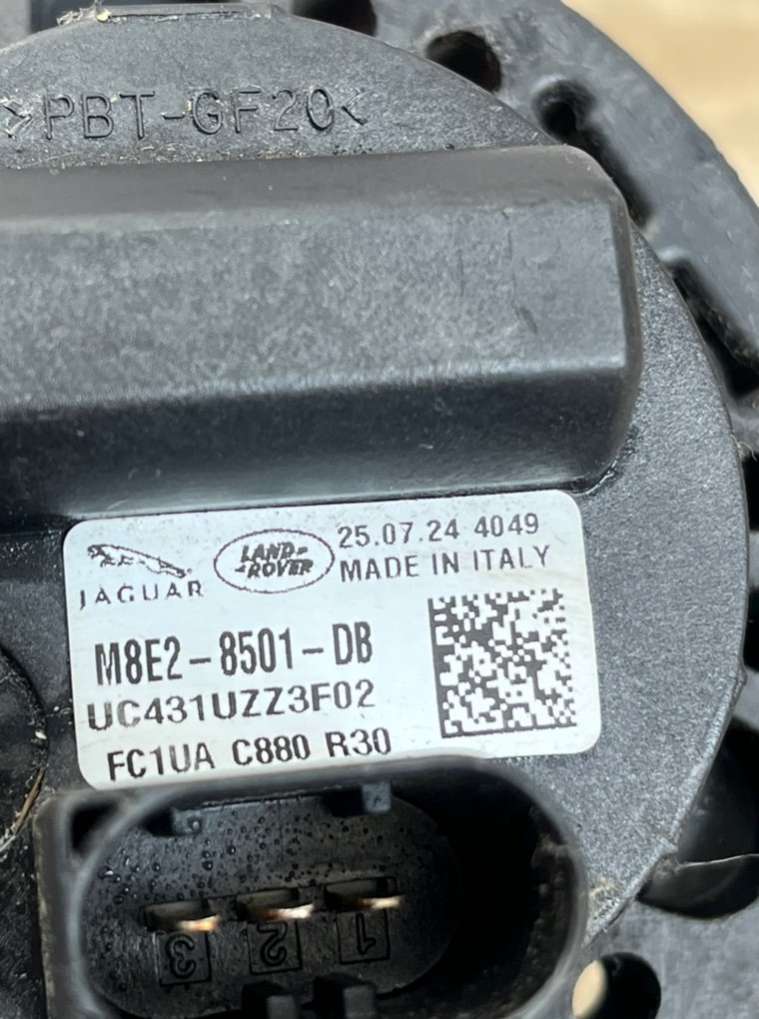 >PBT-GF20<
JAGUAR
LAND-
-ROVER
25.07.24 4049
MADE IN ITALY
M8E2-8501-DB
UC431UZZ3F02
FC1UA C880 R30
3 2 1